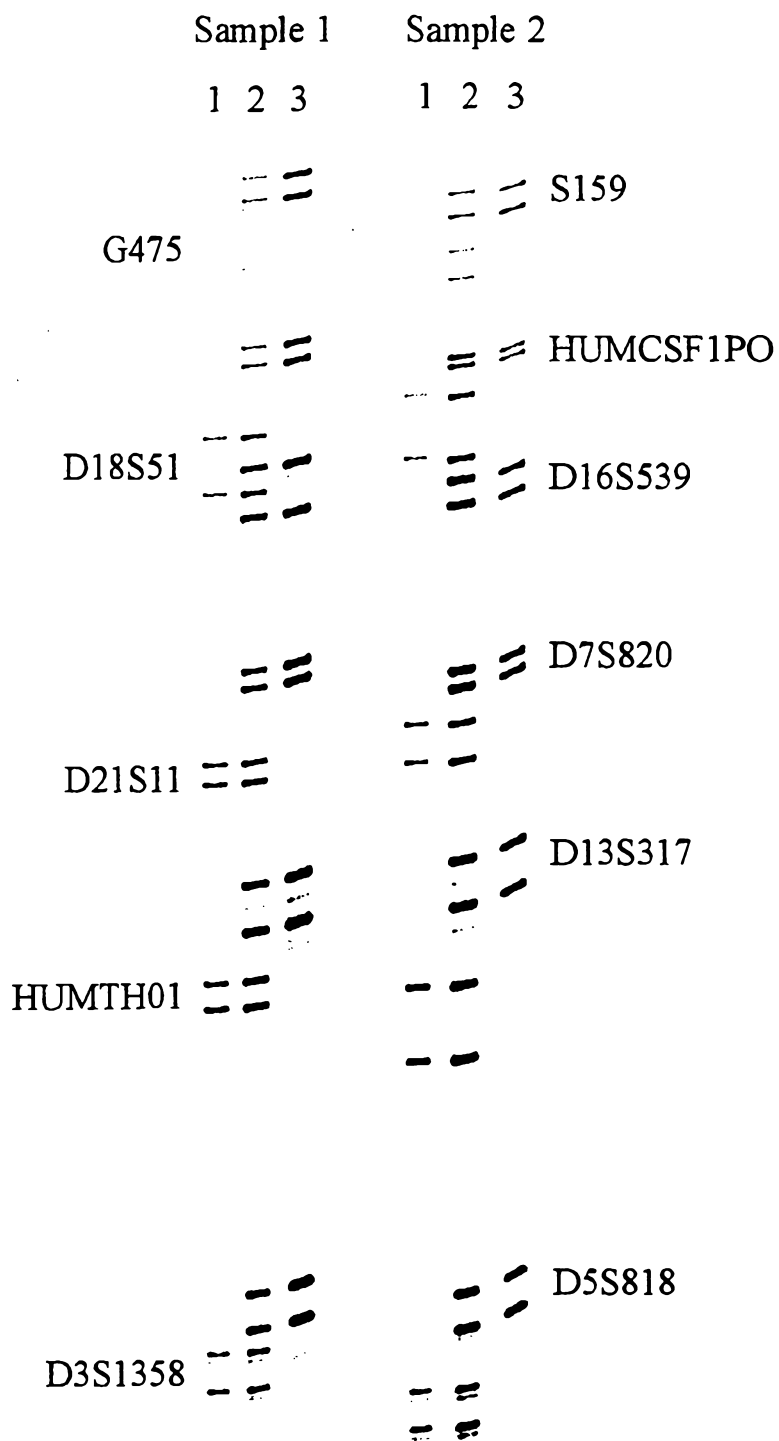 Sample 1 Sample 2
1 2 3 1 2 3
S159
G475
HUMCSF1PO
D18S51
D16S539
D7S820
D21S11
D13S317
HUMTH01
D5S818
D3S1358